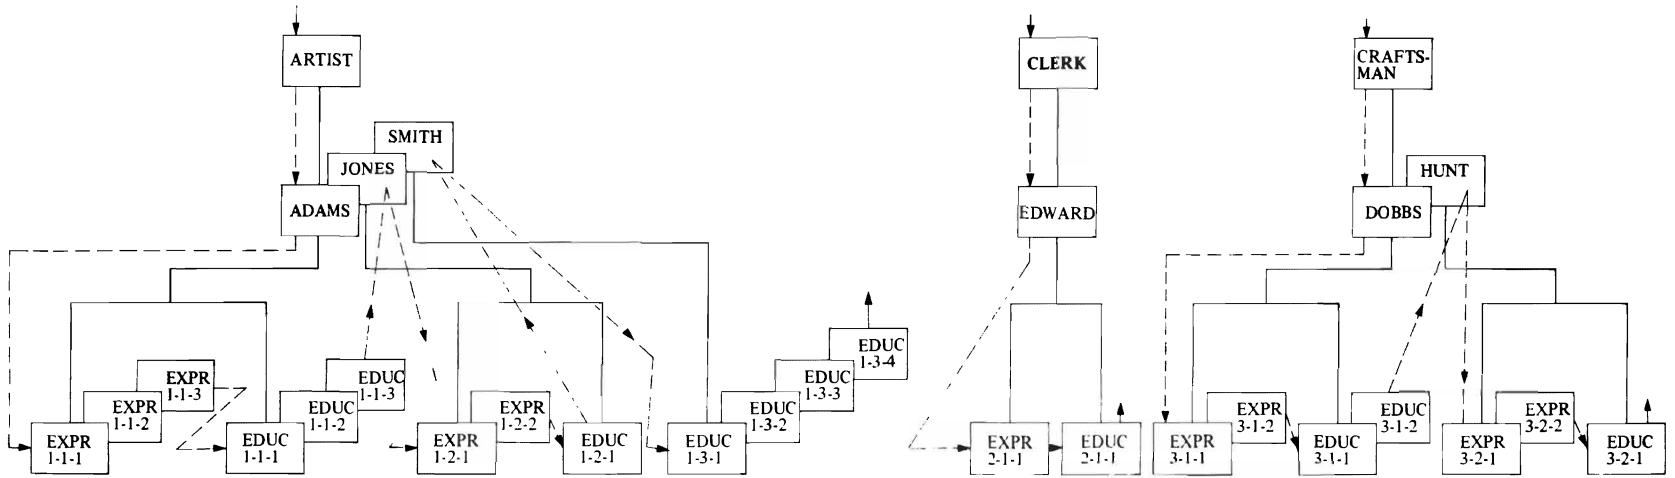 ARTIST
CLERK
CRAFTS-
MAN
SMITH
JONES
ADAMS
EDWARD
HUNT
DOBBS
EXPR
1-1-3
EXPR
1-1-2
EXPR
1-1-1
EDUC
1-1-3
EDUC
1-1-2
EDUC
1-1-1
EXPR
1-2-2
EXPR
1-2-1
EDUC
1-2-1
EDUC
1-3-4
EDUC
1-3-3
EDUC
1-3-2
EDUC
1-3-1
EXPR
2-1-1
EDUC
2-1-1
EXPR
3-1-2
EXPR
3-1-1
EDUC
3-1-2
EDUC
3-1-1
EXPR
3-2-2
EXPR
3-2-1
EDUC
3-2-1